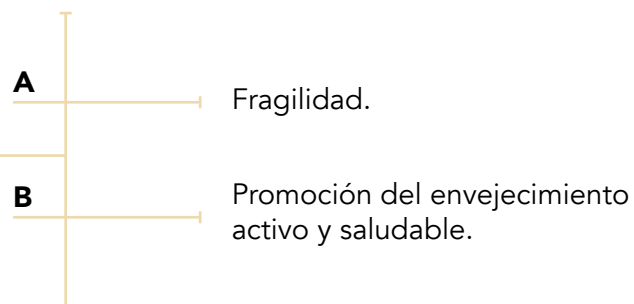 A
Fragilidad.
B
Promoción del envejecimiento
activo y saludable.